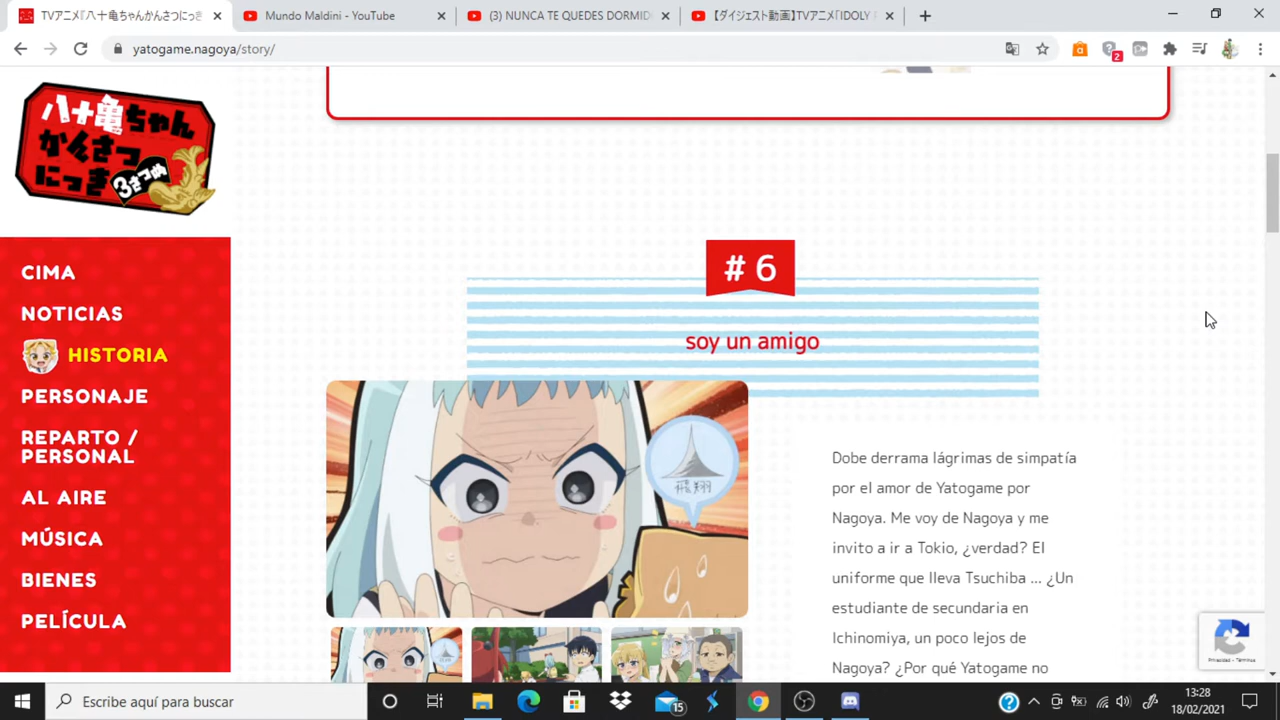 TVアニメ『八十亀ちゃんかんさつに
Mundo Maldini - YouTube
(3) NUNCA TE QUEDES DORMID
【ダイジェスト動画】TVアニメ「IDOLY
yatogame.nagoya/story/
2
八十亀ちゃん
かんさつ
にっき
3さつめ
CIMA
NOTICIAS
HISTORIA
PERSONAJE
REPARTO /
PERSONAL
AL AIRE
MÚSICA
BIENES
PELÍCULA
# 6
soy un amigo
飛翔
Dobe derrama lágrimas de simpatía
por el amor de Yatogame por
Nagoya. Me voy de Nagoya y me
invito a ir a Tokio, ¿verdad? El
uniforme que lleva Tsuchiba ... ¿Un
estudiante de secundaria en
Ichinomiya, un poco lejos de
Nagoya? ¿Por qué Yatogame no
Privacidad - Términos
Escribe aquí para buscar
15
13:28
18/02/2021